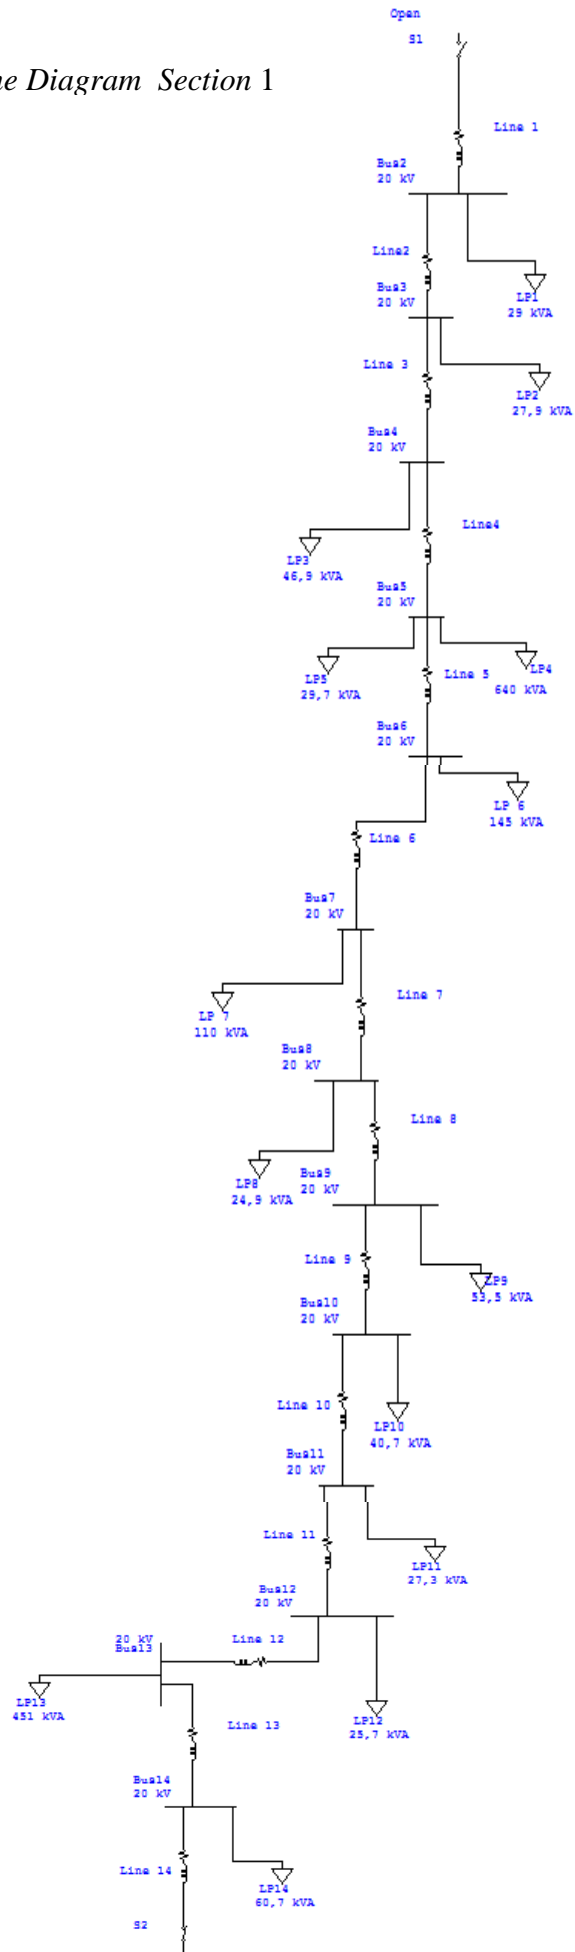 Open
S1
ne Diagram Section 1
Line 1
Bus2
20 kV
Line2
LP1
29 kVA
Bus3
20 kV
Line 3
LP2
27,9 kVA
Bus4
20 kV
Line4
LP3
46,9 kVA
Bus5
20 kV
LP5
29,7 kVA
Line 5
LP4
640 kVA
Bus6
20 kV
LP 6
145 kVA
Line 6
Bus7
20 kV
LP 7
110 kVA
Line 7
Bus8
20 kV
Line 8
LP8
24,9 kVA
Bus9
20 kV
Line 9
LP9
53,5 kVA
Bus10
20 kV
Line 10
LP10
40,7 kVA
Bus11
20 kV
Line 11
LP11
27,3 kVA
Bus12
20 kV
20 kV
Bus13
Line 12
LP13
451 kVA
LP12
25,7 kVA
Line 13
Bus14
20 kV
Line 14
LP14
60,7 kVA
S2